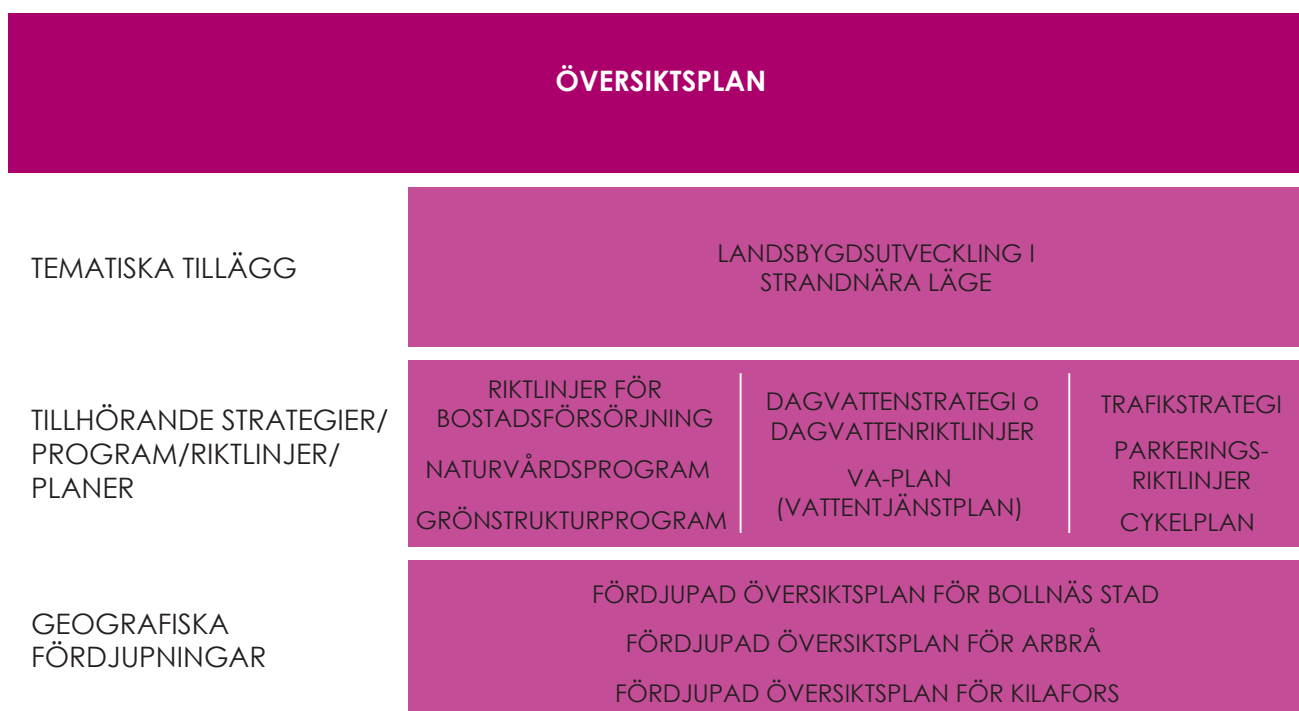 ÖVERSIKTSPLAN
TEMATISKA TILLÄGG
LANDSBYGDSUTVECKLING I
STRANDNÄRA LÄGE
TILLHÖRANDE STRATEGIER/
PROGRAM/RIKTLINJER/
PLANER
RIKTLINJER FÖR
BOSTADSFÖRSÖRJNING
NATURVÅRDSPROGRAM
GRÖNSTRUKTURPROGRAM
DAGVATTENSTRATEGI o
DAGVATTENRIKTLINJER
VA-PLAN
(VATTENTJÄNSTPLAN)
TRAFIKSTRATEGI
PARKERINGS-
RIKTLINJER
CYKELPLAN
GEOGRAFISKA
FÖRDJUPNINGAR
FÖRDJUPAD ÖVERSIKTSPLAN FÖR BOLLNÄS STAD
FÖRDJUPAD ÖVERSIKTSPLAN FÖR ARBRÅ
FÖRDJUPAD ÖVERSIKTSPLAN FÖR KILAFORS